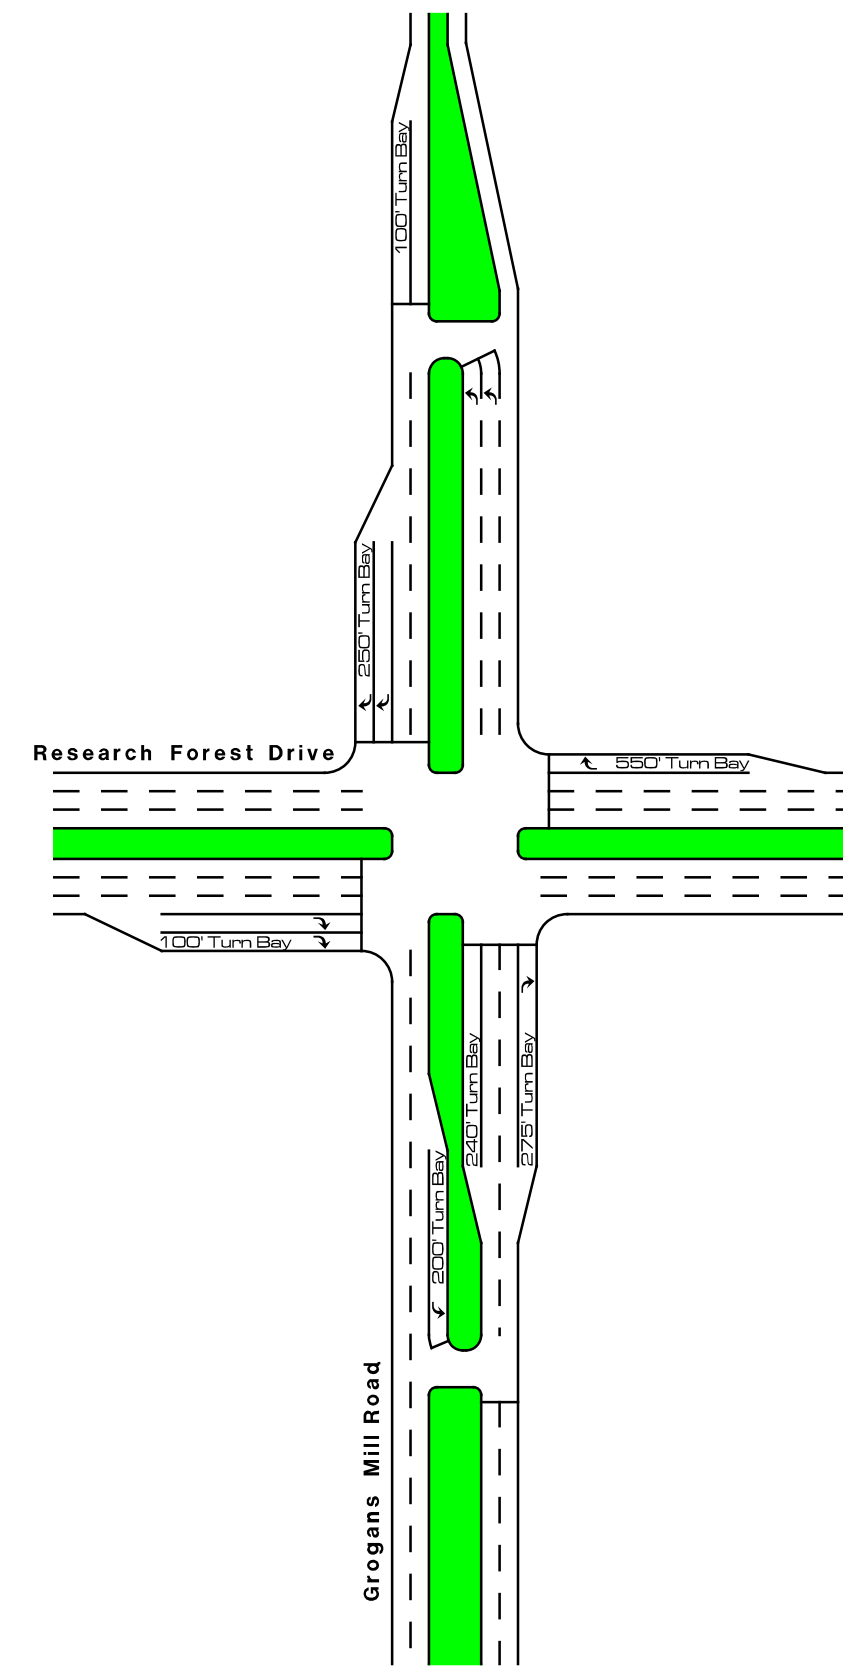 100' Turn Bay
250' Turn Bay
Research Forest Drive
550' Turn Bay
100' Turn Bay
240' Turn Bay
275' Turn Bay
200' Turn Bay
Grogans Mill Road